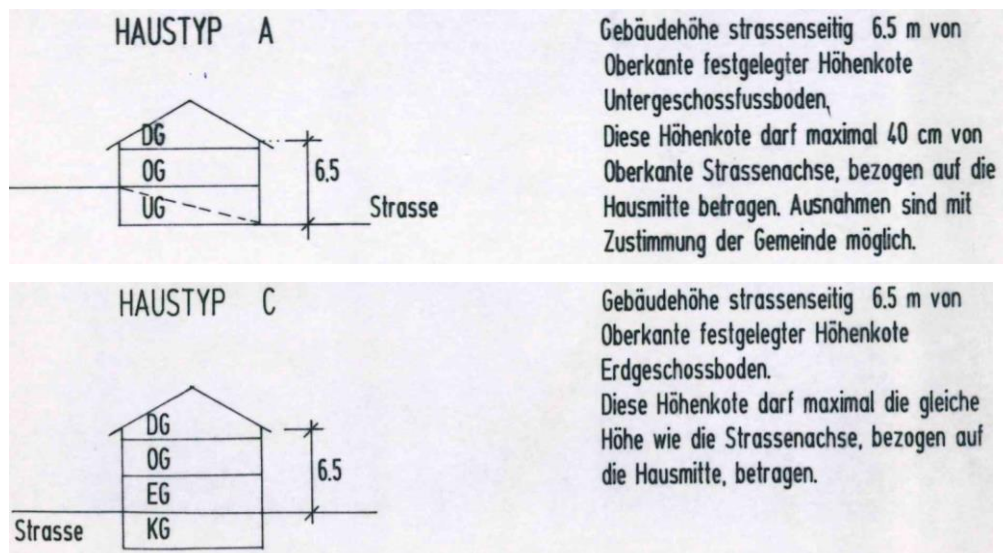 HAUSTYP A
DG
OG
UG
6.5
Strasse
Gebäudehöhe strassenseitig 6.5 m von
Oberkante festgelegter Höhenkote
Untergeschossfussboden,
Diese Höhenkote darf maximal 40 cm von
Oberkante Strassenachse, bezogen auf die
Hausmitte betragen. Ausnahmen sind mit
Zustimmung der Gemeinde möglich.
HAUSTYP C
DG
OG
EG
KG
6.5
Strasse
Gebäudehöhe strassenseitig 6.5 m von
Oberkante festgelegter Höhenkote
Erdgeschossboden.
Diese Höhenkote darf maximal die gleiche
Höhe wie die Strassenachse, bezogen auf
die Hausmitte, betragen.